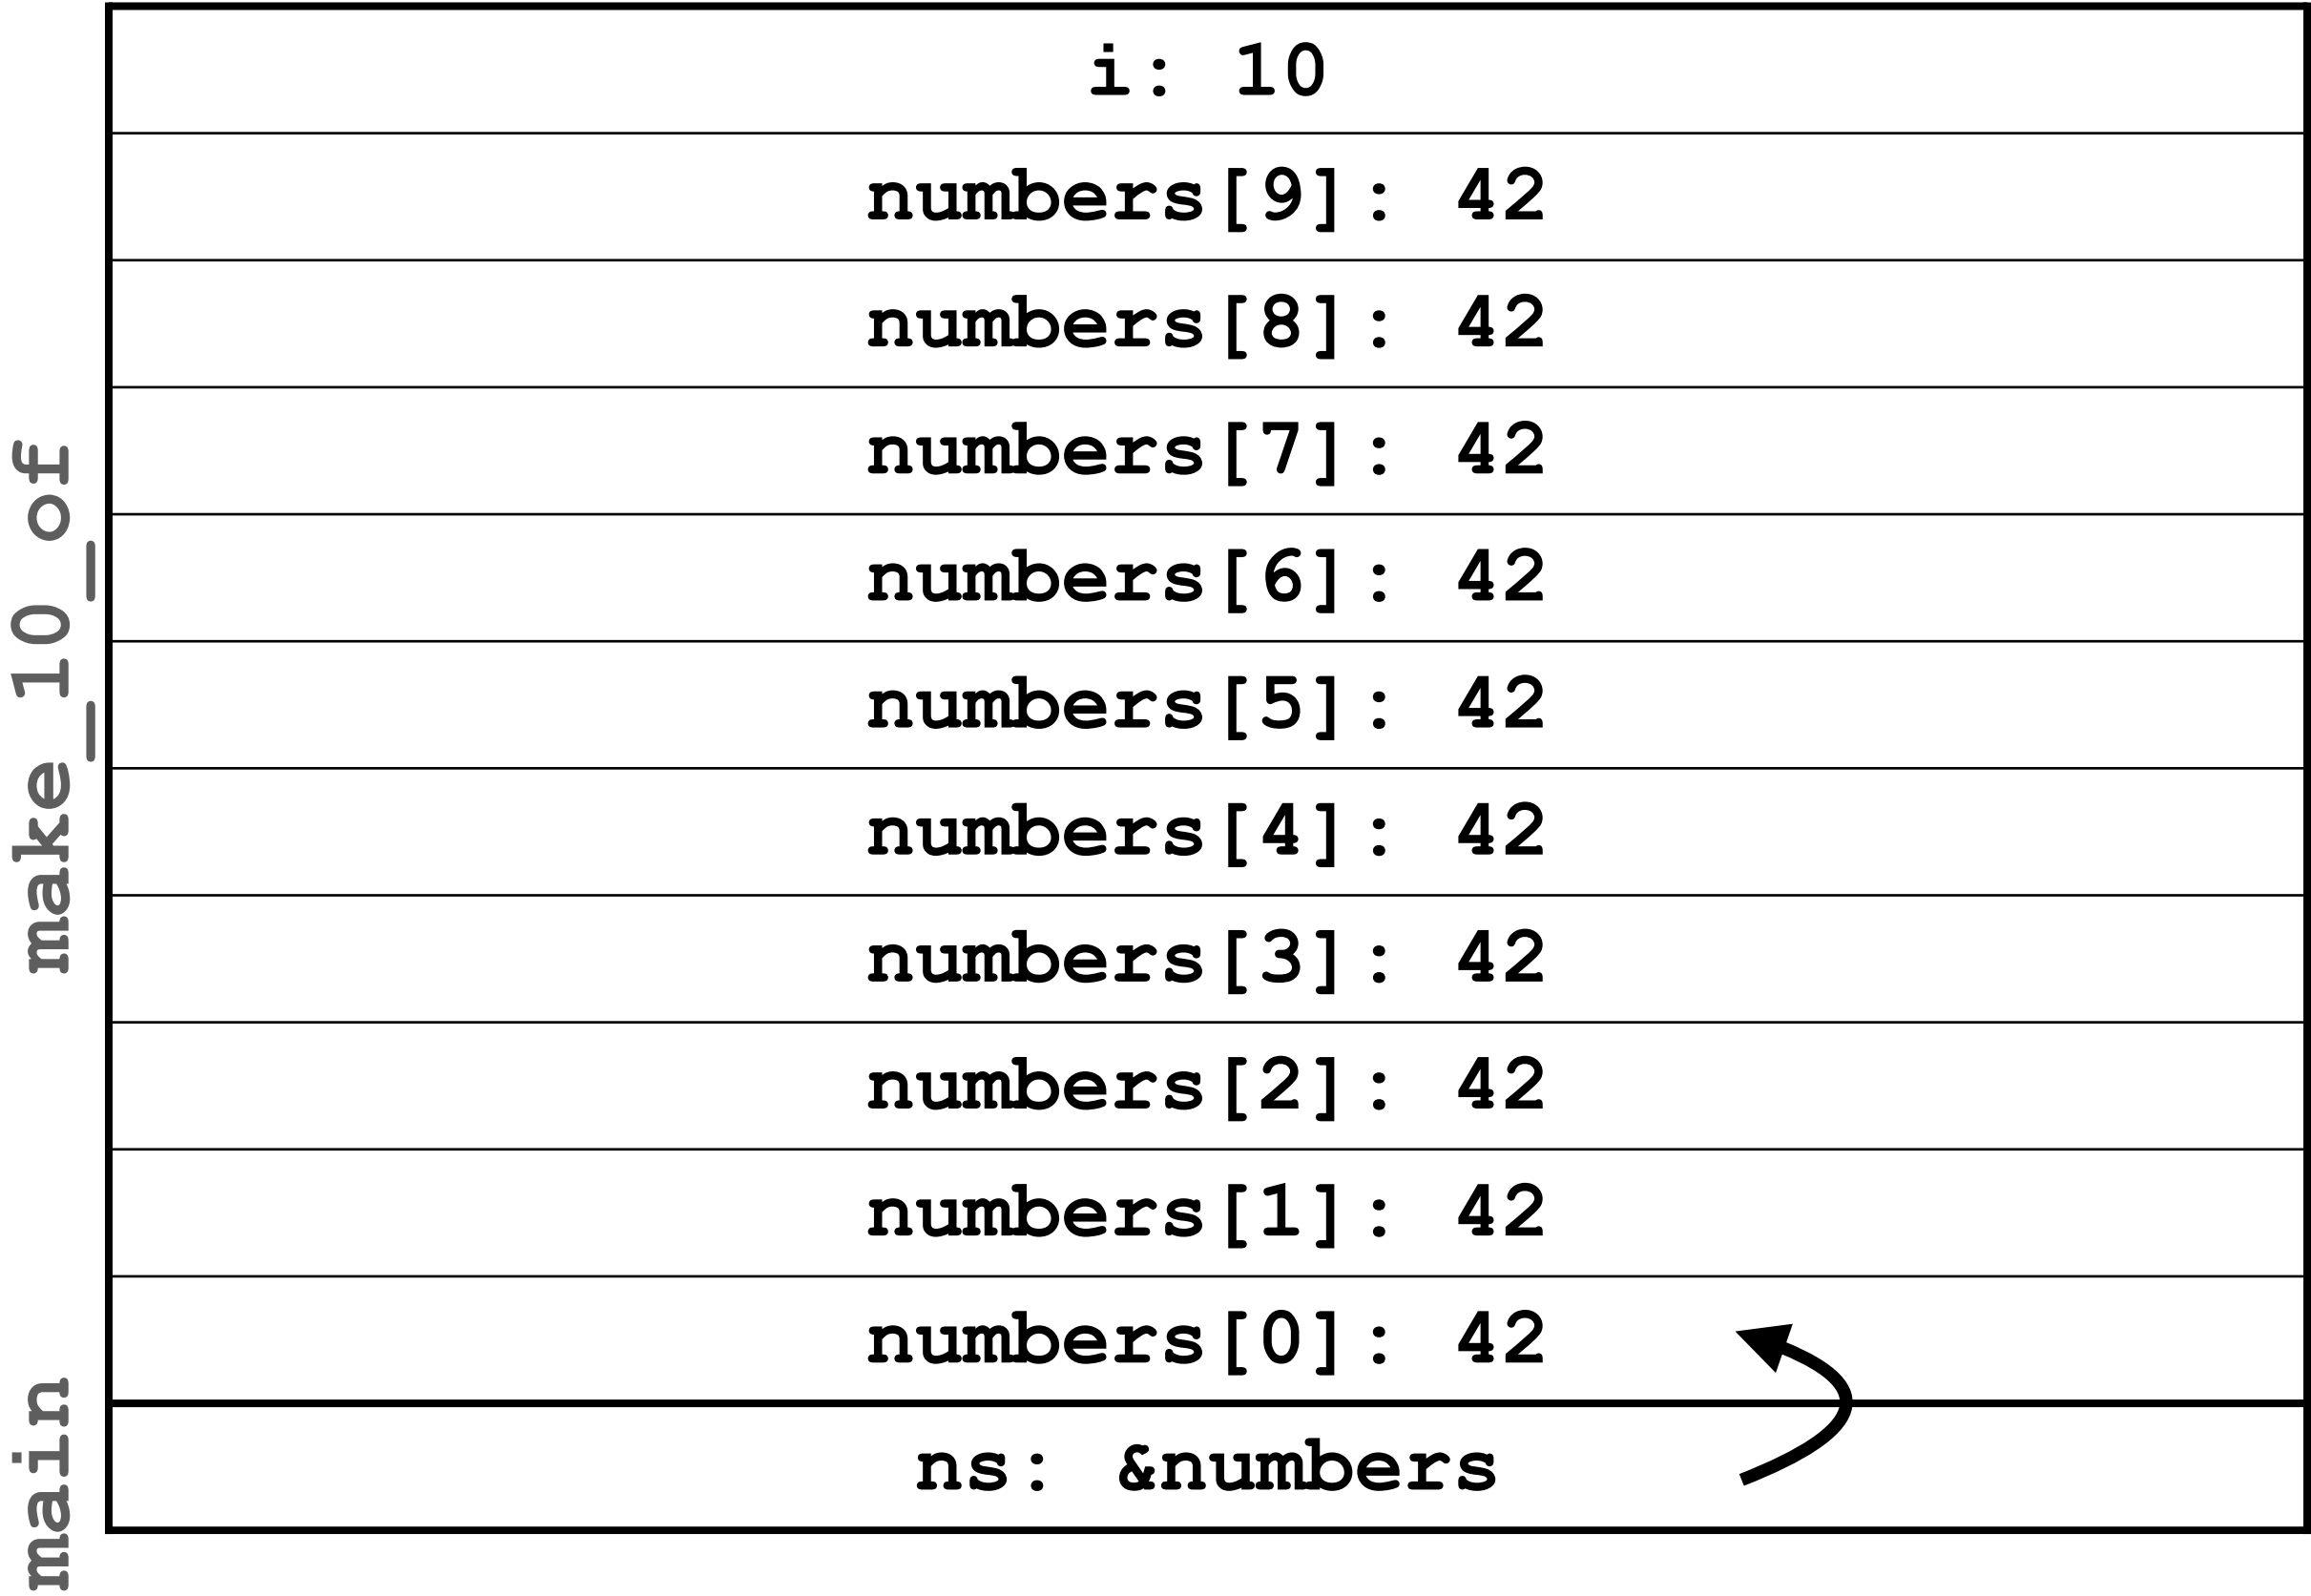 i: 10
numbers[9]: 42
numbers[8]: 42
numbers[7]: 42
numbers[6]: 42
numbers[5]: 42
numbers[4]: 42
numbers[3]: 42
numbers[2]: 42
numbers[1]: 42
numbers[0]: 42
make_10_of
ns: &numbers
main